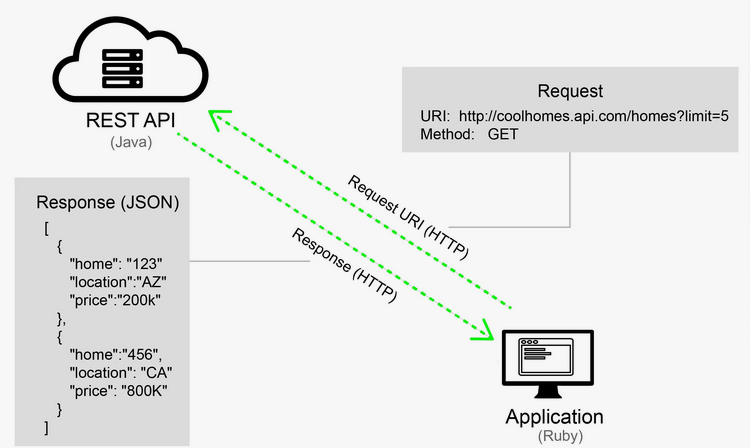 REST API
(Java)
Request
URI: http://coolhomes.api.com/homes?limit=5
Method: GET
Request URI (HTTP)
Response (HTTP)
Response (JSON)
[
{
"home": "123"
"location":"AZ"
"price":"200k"
},
{
"home":"456",
"location": "CA"
"price": "800K"
}
]
Application
(Ruby)